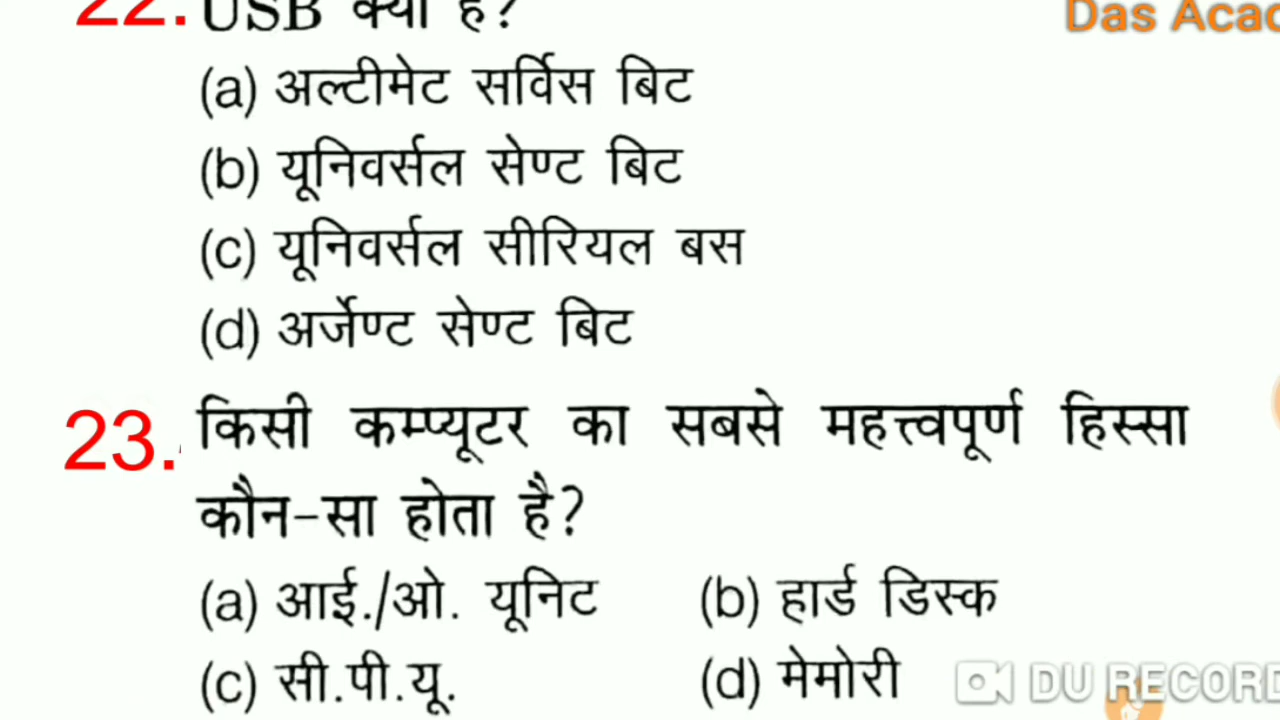 22. USB क्या है?
Das Acad
(a) अल्टीमेट सर्विस बिट
(b) यूनिवर्सल सेण्ट बिट
(c) यूनिवर्सल सीरियल बस
(d) अर्जेण्ट सेण्ट बिट
23. किसी कम्प्यूटर का सबसे महत्त्वपूर्ण हिस्सा
कौन-सा होता है?
(a) आई./ओ. यूनिट (b) हार्ड डिस्क
(c) सी.पी.यू. (d) मेमोरी
DU RECORD